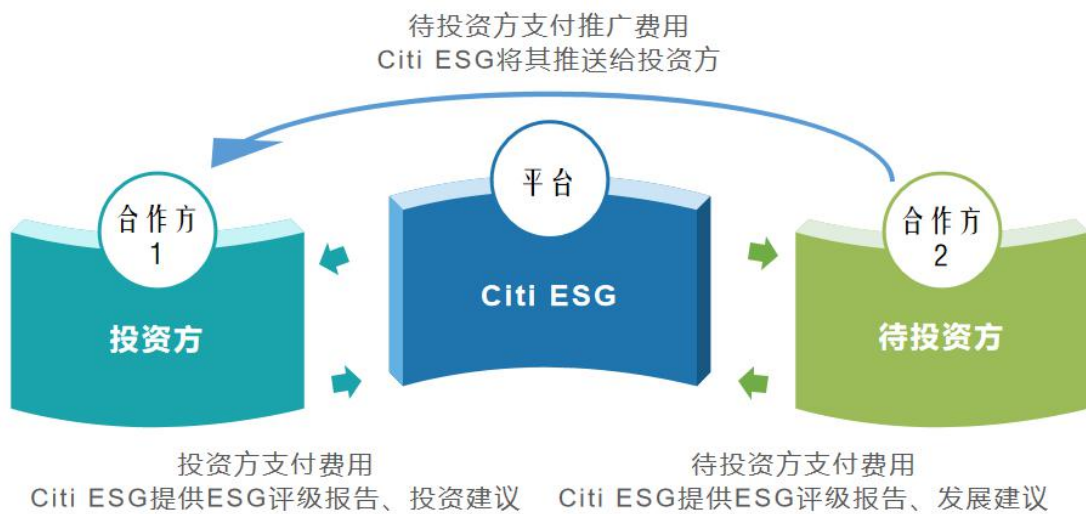 待投资方支付推广费用
Citi ESG将其推送给投资方
平台
合作方
1
合作方
2
Citi ESG
投资方
待投资方
投资方支付费用
Citi ESG提供ESG评级报告、投资建议
待投资方支付费用
Citi ESG提供ESG评级报告、发展建议